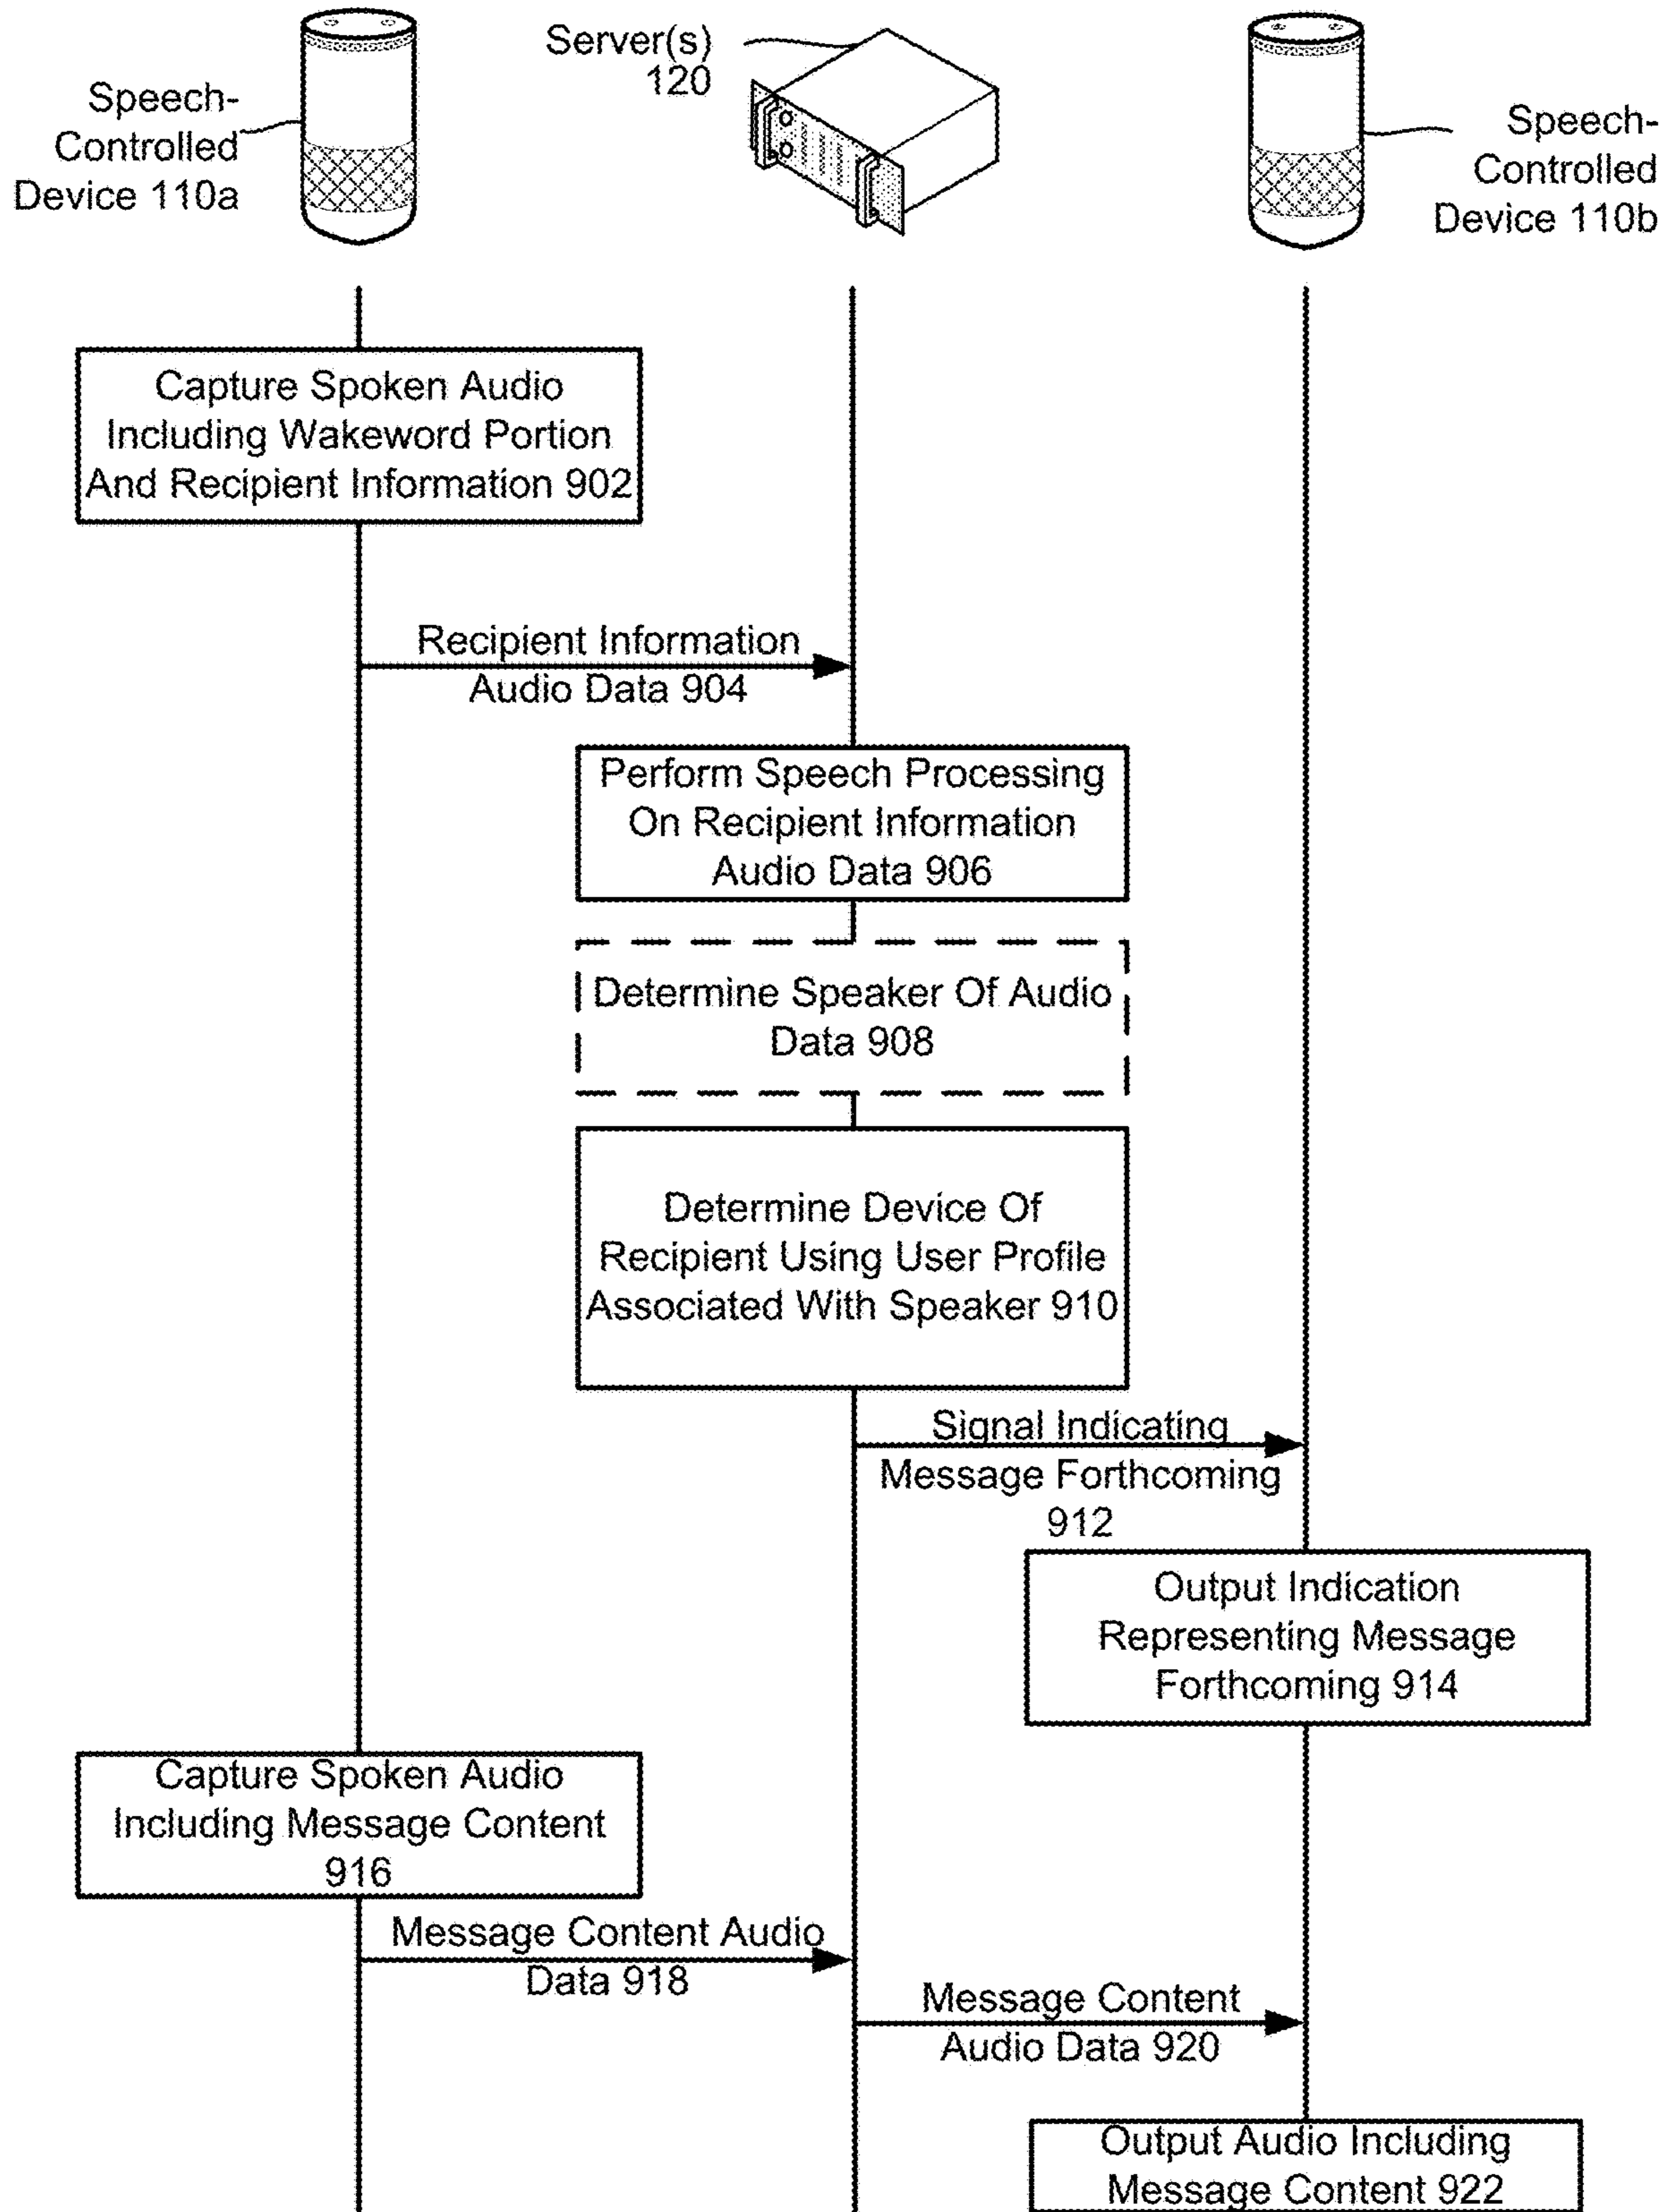 Speech-
Controlled
Device 110a
Server(s)
120
Speech-
Controlled
Device 110b
Capture Spoken Audio
Including Wakeword Portion
And Recipient Information 902
Recipient Information
Audio Data 904
Perform Speech Processing
On Recipient Information
Audio Data 906
Determine Speaker Of Audio
Data 908
Determine Device Of
Recipient Using User Profile
Associated With Speaker 910
Signal Indicating
Message Forthcoming
912
Output Indication
Representing Message
Forthcoming 914
Capture Spoken Audio
Including Message Content
916
Message Content Audio
Data 918
Message Content
Audio Data 920
Output Audio Including
Message Content 922